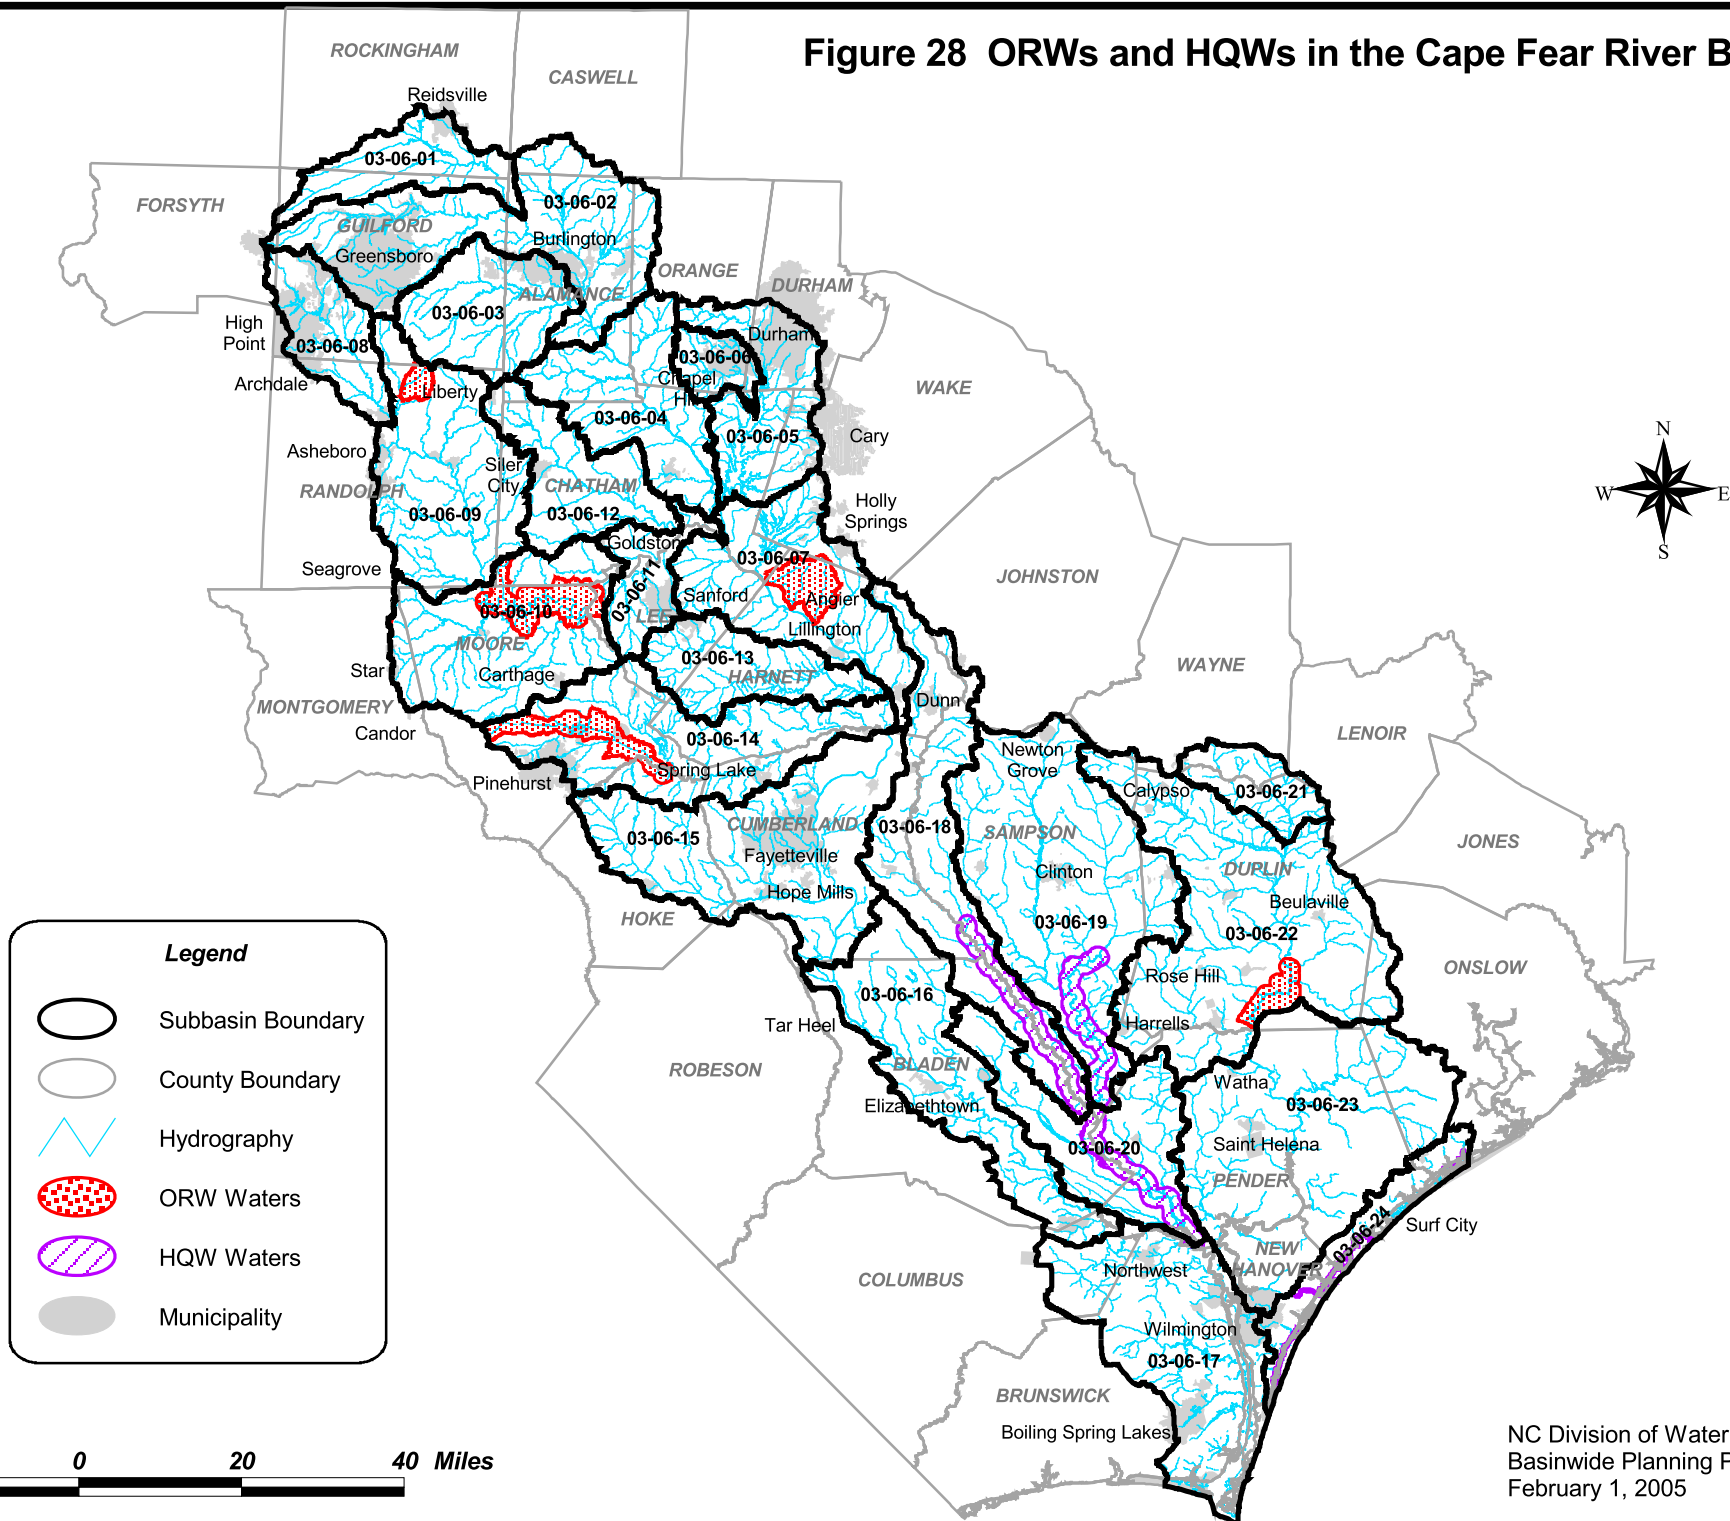 Figure 28 ORWs and HQWs in the Cape Fear River B
ROCKINGHAM
CASWELL
Reidsville
03-06-01
FORSYTH
03-06-02
GUILFORD
Burlington
Greensboro
ORANGE
DURHAM
ALAMANCE
03-06-03
High
Point
03-06-08
Durham
03-06-06
Chapel
Hill
Archdale
Liberty
WAKE
03-06-04
03-06-05
Cary
Asheboro
Siler
City
RANDOLPH
CHATHAM
03-06-09
03-06-12
Holly
Springs
Goldston
03-06-07
Seagrove
03-06-11
Sanford
Angier
JOHNSTON
03-06-10
LEE
Lillington
MOORE
03-06-13
HARNETT
Star
Carthage
WAYNE
MONTGOMERY
Dunn
Candor
03-06-14
LENOIR
Newton
Grove
Spring Lake
Pinehurst
Calypso
03-06-21
CUMBERLAND
03-06-18
SAMPSON
03-06-15
JONES
Fayetteville
Clinton
DUPLIN
Hope Mills
Beulaville
HOKE
03-06-19
03-06-22
Rose Hill
ONSLOW
03-06-16
Tar Heel
Harrells
BLADEN
ROBESON
Elizabethtown
Watha
03-06-23
03-06-20
Saint Helena
PENDER
03-06-24
Surf City
NEW
HANOVER
Northwest
COLUMBUS
Wilmington
03-06-17
BRUNSWICK
Boiling Spring Lakes
N
W
E
S
Legend
Subbasin Boundary
County Boundary
Hydrography
ORW Waters
HQW Waters
Municipality
0 20 40 Miles
NC Division of Water
Basinwide Planning P
February 1, 2005